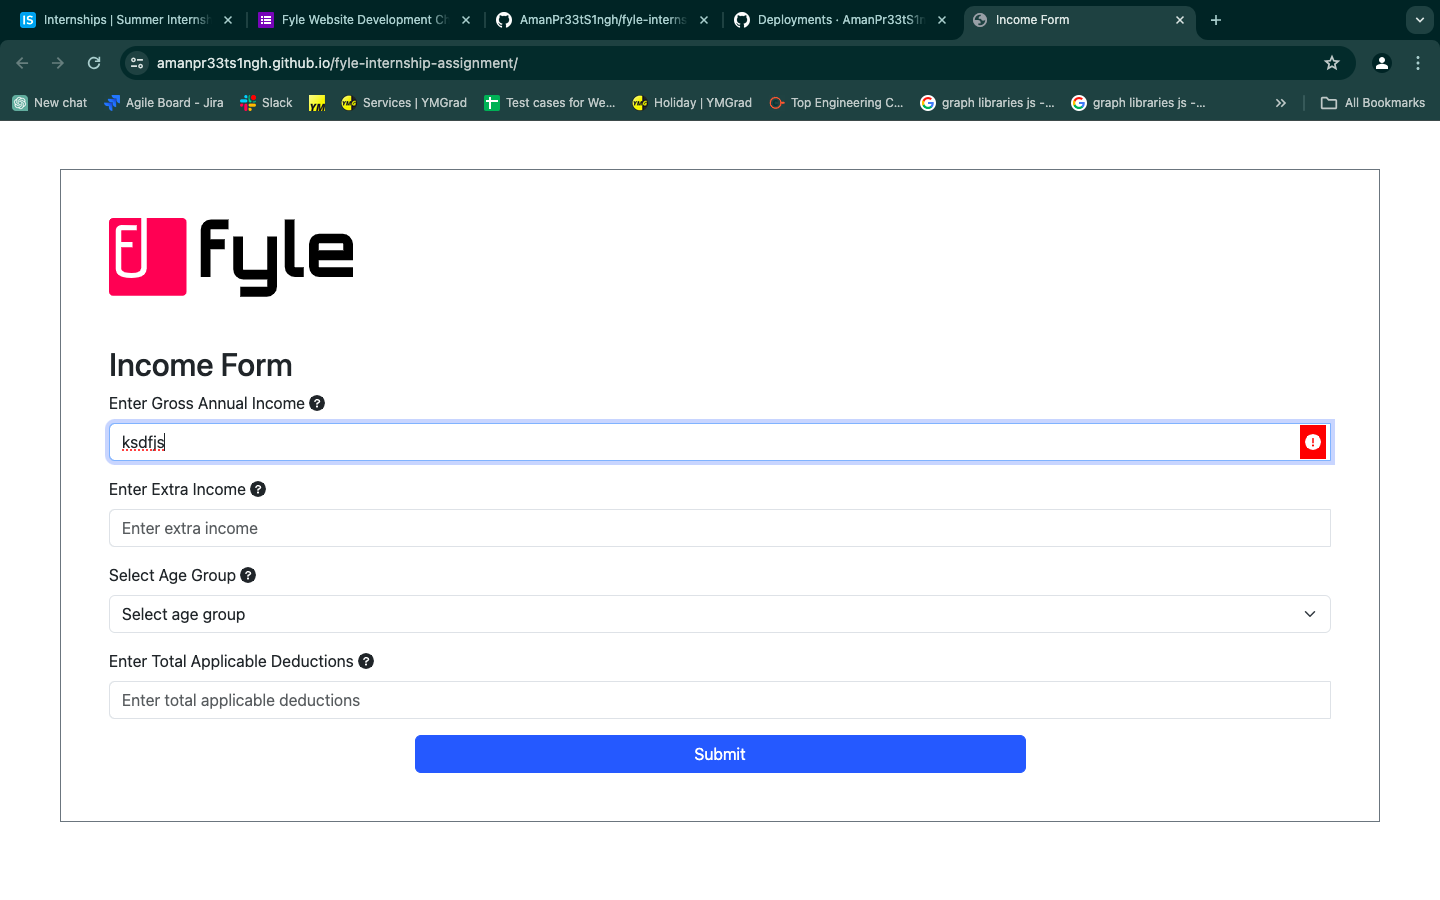 Internships | Summer Internsh
Fyle Website Development Ch
AmanPr33tS1ngh/fyle-interns
Deployments · AmanPr33tS1n
Income Form
amanpr33ts1ngh.github.io/fyle-internship-assignment/
New chat
Agile Board - Jira
Slack
Services | YMGrad
Test cases for We...
Holiday | YMGrad
Top Engineering C...
graph libraries js -...
graph libraries js -...
All Bookmarks
fyle
Income Form
Enter Gross Annual Income
ksdfjs
Enter Extra Income
Enter extra income
Select Age Group
Select age group
Enter Total Applicable Deductions
Enter total applicable deductions
Submit